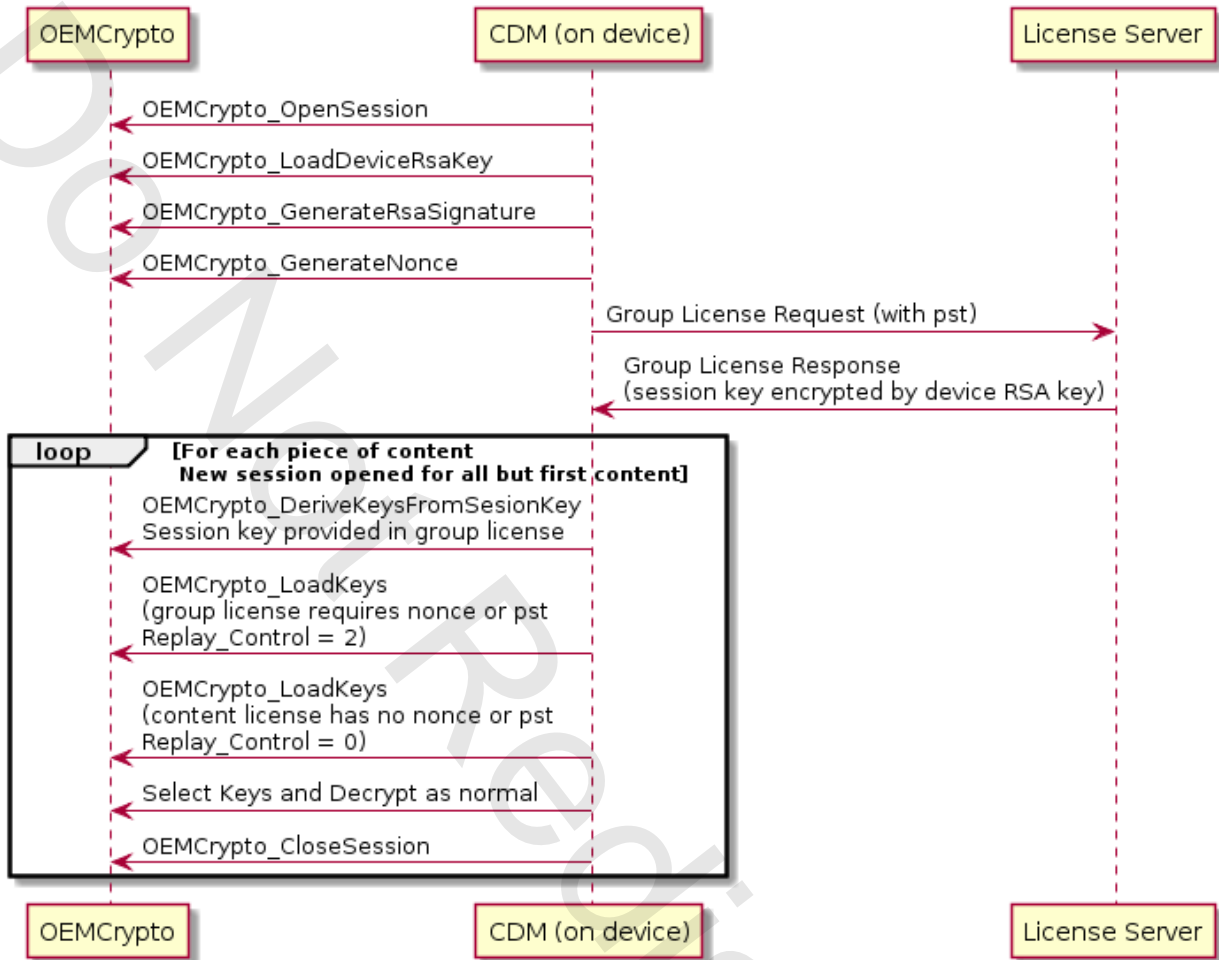 OEMCrypto
CDM (on device)
License Server
OEMCrypto_OpenSession
OEMCrypto_LoadDeviceRsaKey
OEMCrypto_GenerateRsaSignature
OEMCrypto_GenerateNonce
Group License Request (with pst)
Group License Response
(session key encrypted by device RSA key)
loop
[For each piece of content
New session opened for all but first content]
OEMCrypto_DeriveKeysFromSesionKey
Session key provided in group license
OEMCrypto_LoadKeys
(group license requires nonce or pst
Replay_Control = 2)
OEMCrypto_LoadKeys
(content license has no nonce or pst
Replay_Control = 0)
Select Keys and Decrypt as normal
OEMCrypto_CloseSession
OEMCrypto
CDM (on device)
License Server
Do Not